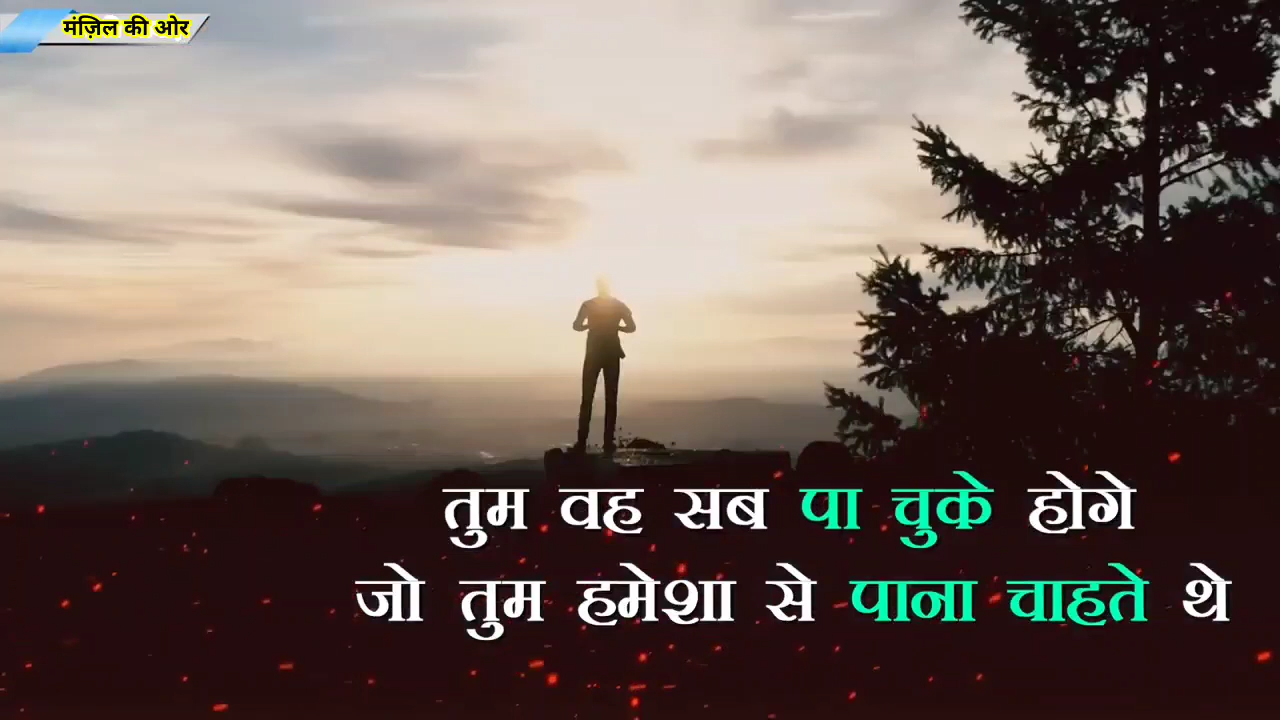 मंज़िल की ओर
तुम वह सब पा चुके होगे
जो तुम हमेशा से पाना चाहते थे